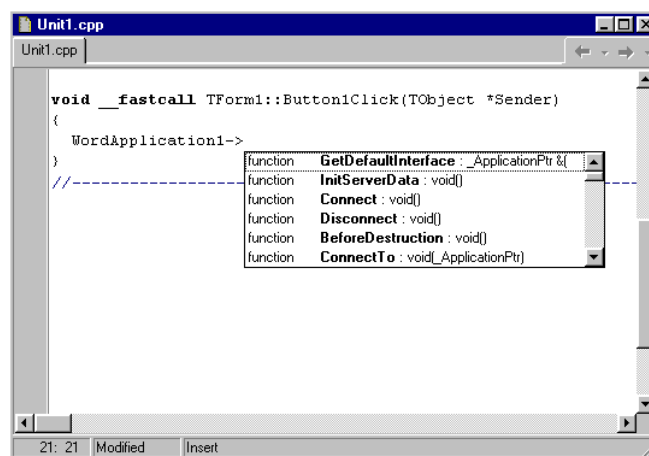 Unit1.cpp
Unit1.cpp
void __fastcall TForm1::Button1Click(TObject *Sender)
{
WordApplication1->
}
//--------------------
function GetDefaultInterface : _ApplicationPtr &(
function InitServerData : void()
function Connect : void()
function Disconnect : void()
function BeforeDestruction : void()
function ConnectTo : void(_ApplicationPtr)
21: 21 Modified Insert